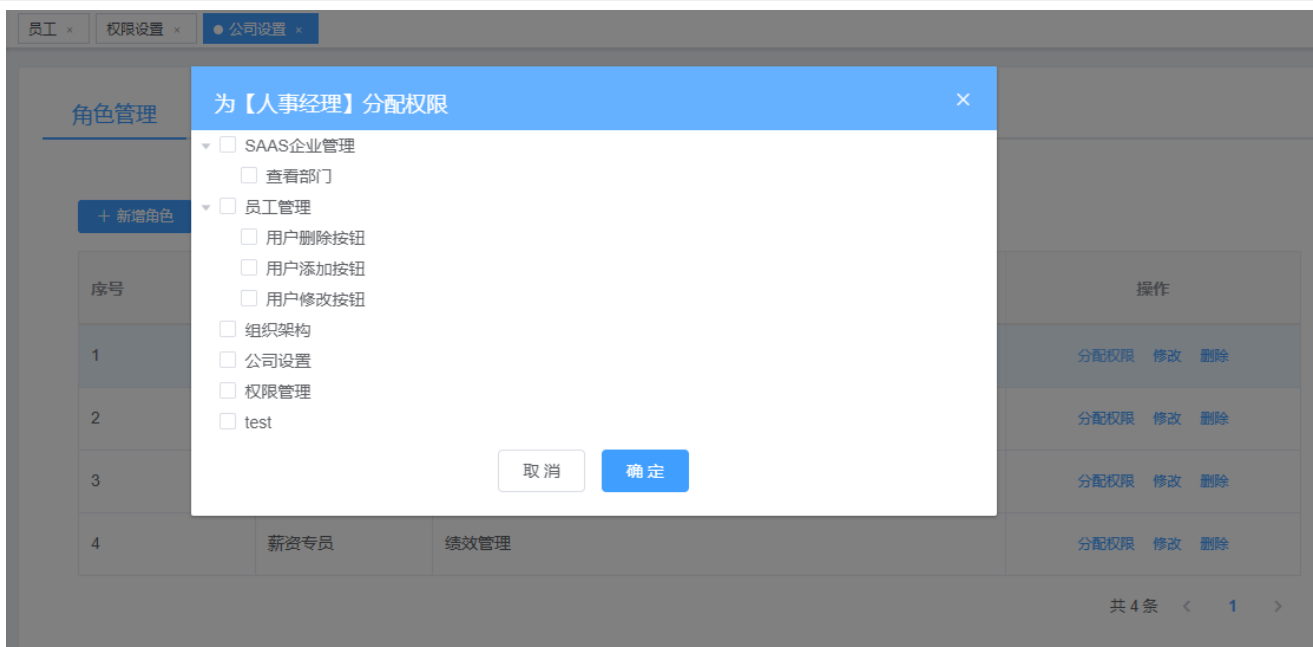 员工 × 权限设置 × 公司设置 ×
角色管理
为【人事经理】分配权限 ×
SAAS企业管理
查看部门
员工管理
用户删除按钮
用户添加按钮
用户修改按钮
组织架构
公司设置
权限管理
test
取 消 确 定
+ 新增角色
序号 操作
1 分配权限 修改 删除
2 分配权限 修改 删除
3 分配权限 修改 删除
4 薪资专员 绩效管理 分配权限 修改 删除
共 4 条 < 1 >